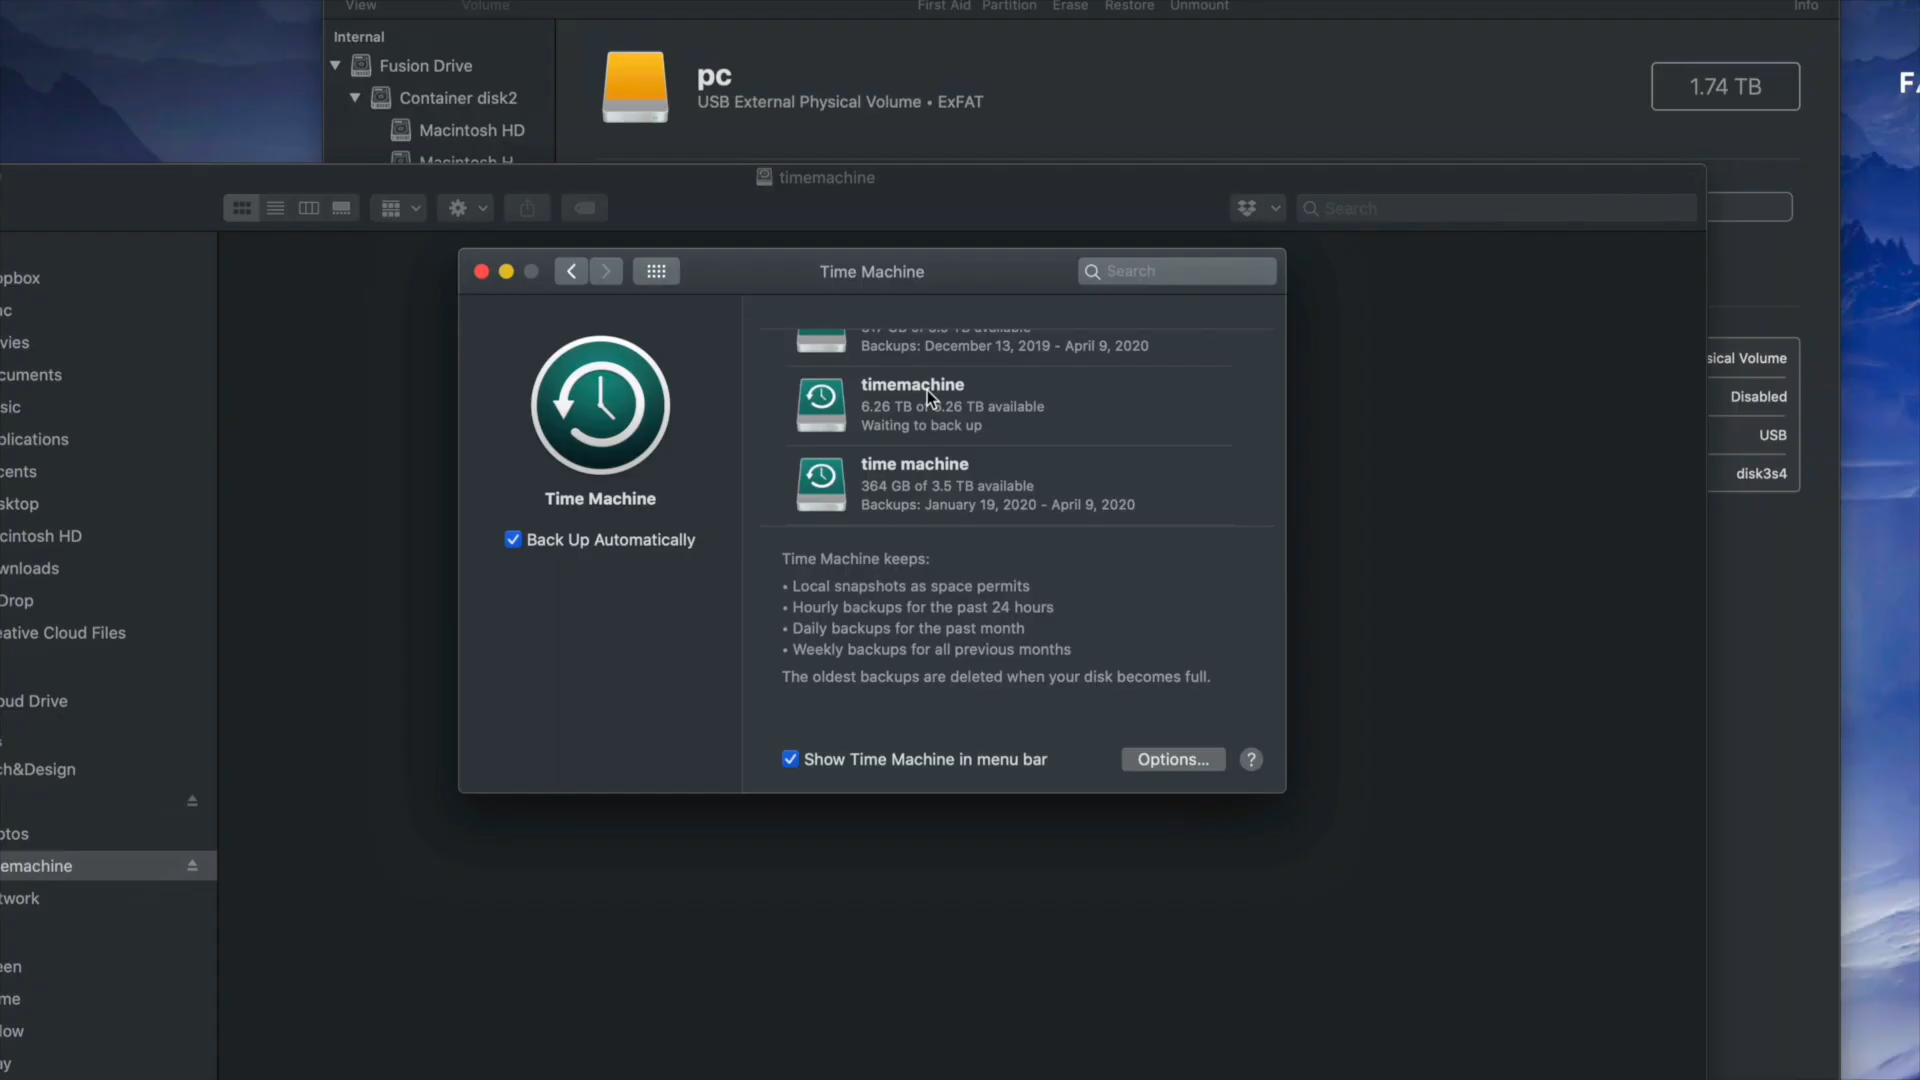 View
Volume
First Aid
Partition
Erase
Restore
Unmount
Info
Internal
Fusion Drive
Container disk2
Macintosh HD
Macintosh H
pc
USB External Physical Volume • ExFAT
1.74 TB
FA
timemachine
Search
Time Machine
Search
Backups: December 13, 2019 - April 9, 2020
timemachine
6.26 TB of 6.26 TB available
Waiting to back up
time machine
364 GB of 3.5 TB available
Backups: January 19, 2020 - April 9, 2020
Time Machine
Back Up Automatically
Time Machine keeps:
• Local snapshots as space permits
• Hourly backups for the past 24 hours
• Daily backups for the past month
• Weekly backups for all previous months
The oldest backups are deleted when your disk becomes full.
Show Time Machine in menu bar
Options...
?
sical Volume
Disabled
USB
disk3s4
opbox
ac
vies
cuments
sic
plications
cents
sktop
cintosh HD
wnloads
Drop
eative Cloud Files
oud Drive
s
ch&Design
otos
emachine
twork
een
me
low
ay